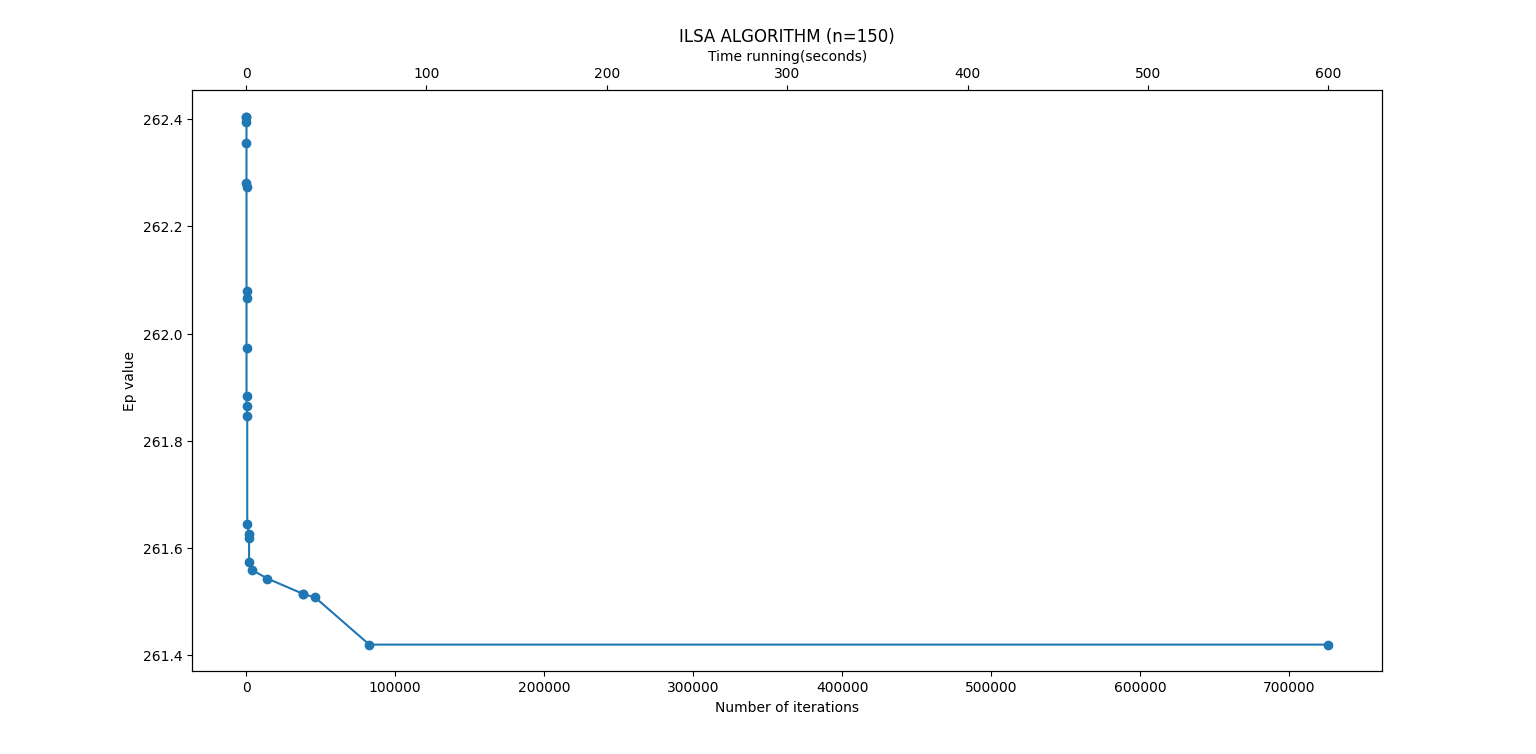 ILSA ALGORITHM (n=150)
Time running(seconds)
0 100 200 300 400 500 600
262.4
262.2
262.0
261.8
261.6
261.4
Ep value
0 100000 200000 300000 400000 500000 600000 700000
Number of iterations